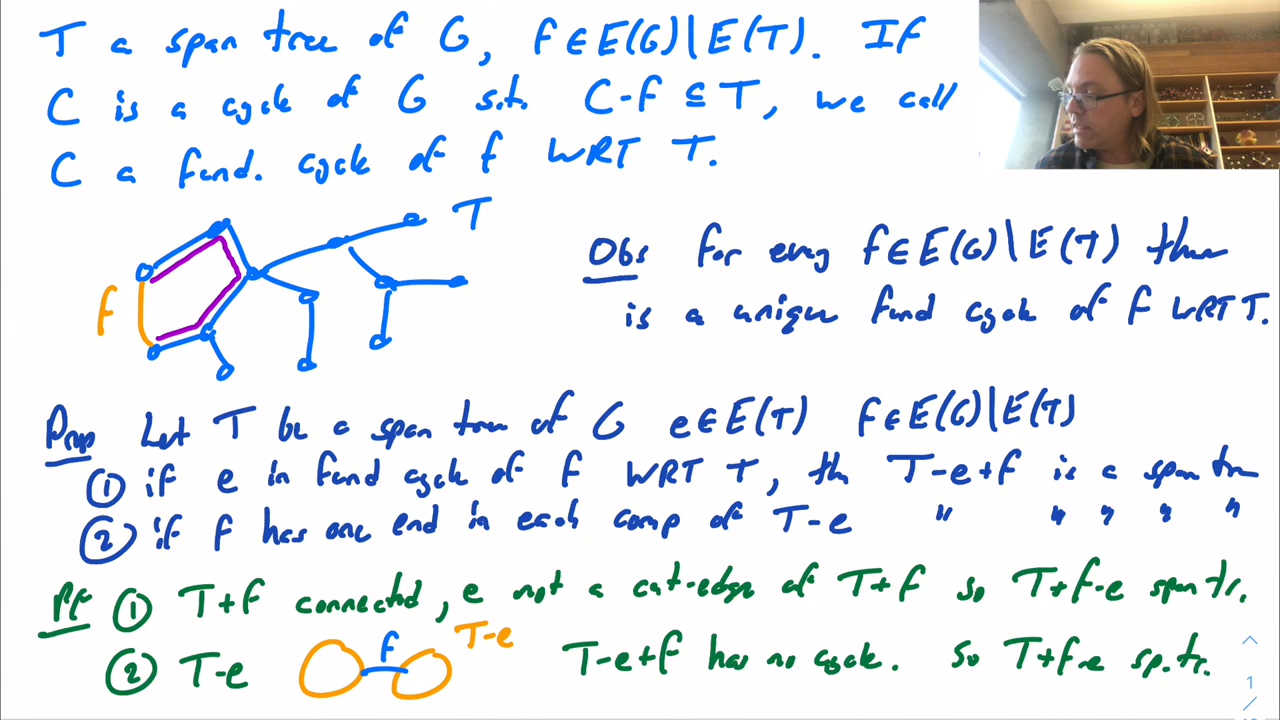 T a span tree of G, f ∈ E(G)\E(T). If
C is a cycle of G s.t. C-f ⊆ T, we call
C a fund. cycle of f WRT T.
T
f
Obs for every f ∈ E(G)\E(T) there
is a unique fund cycle of f WRT T.
Prop Let T be a span tree of G e ∈ E(T) f ∈ E(G)\E(T)
① if e in fund cycle of f WRT T, then T-e+f is a span tree
② if f has one end in each comp of T-e " " " " "
Pf ① T+f connected, e not a cut-edge of T+f so T+f-e span tr.
② T-e f T-e T-e+f has no cycle. So T+f-e sp. tr.
1
/